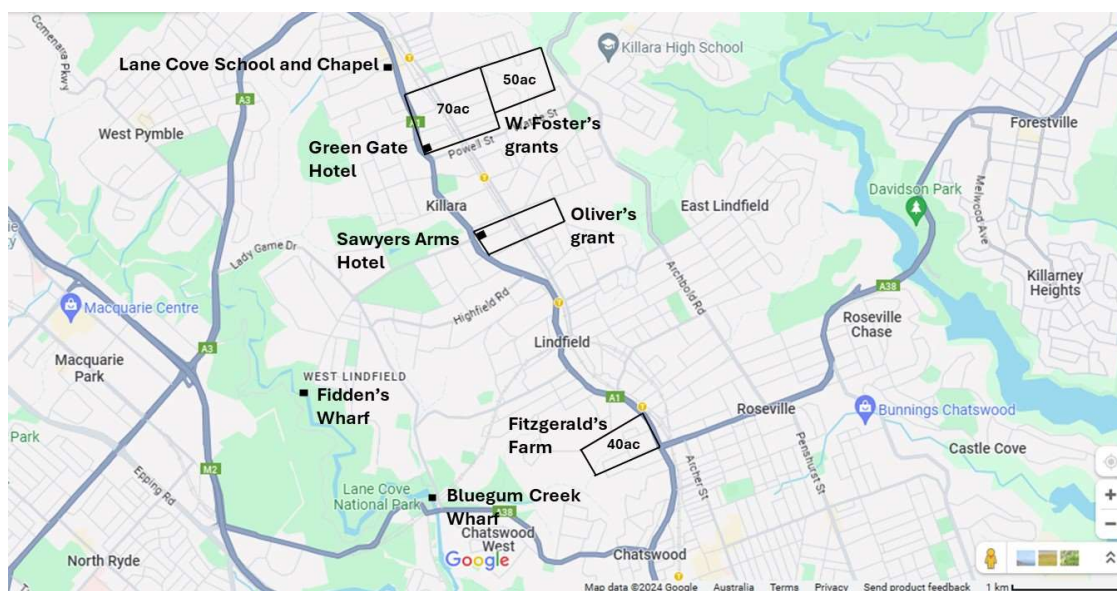 Comenarra Pkwy
Killara High School
Lane Cove School and Chapel
50ac
A3
70ac
A1
West Pymble
W. Foster's
grants
Forestville
Green Gate
Hotel
Powell St
Davidson Park
Melwood Ave
Killara
Oliver's
grant
East Lindfield
Sawyers Arms
Hotel
Lady Game Dr
Archbold Rd
Killarney
Heights
A38
Macquarie Centre
Highfield Rd
Roseville
Chase
Lindfield
A3
Macquarie
Park
WEST LINDFIELD
Fidden's
Wharf
A1
Roseville
Bunnings Chatswood
Fitzgerald's
Farm
40ac
Park
Castle Cove
Penshurst St
Archer St
M2
Epping Rd
Lane Cove
National Park
Bluegum Creek
Wharf
A38
Chatswood
West
North Ryde
Google
Chatswood
Map data ©2024 Google Australia Terms Privacy Send product feedback 1 km